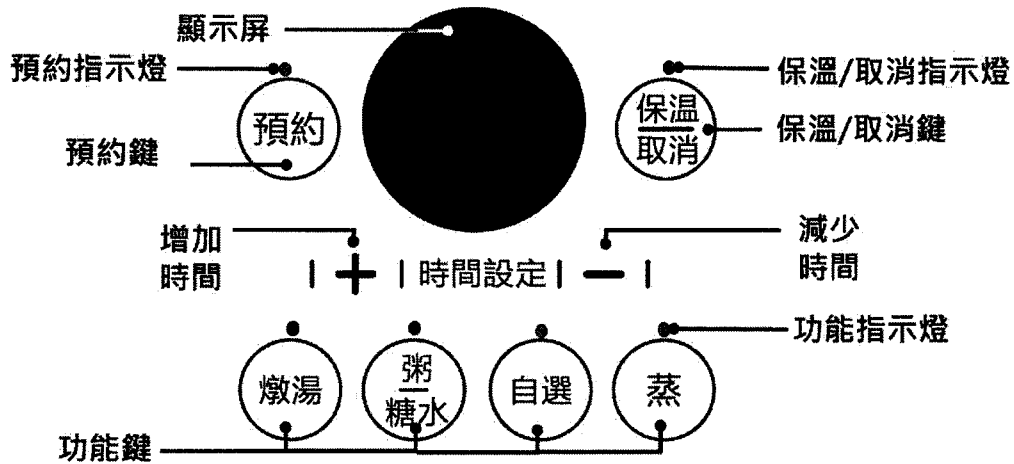 顯示屏
預約指示燈
保溫/取消指示燈
預約
保温
取消
保溫/取消鍵
預約鍵
增加
時間
減少
時間
時間設定
功能指示燈
燉湯
粥
糖水
自選
蒸
功能鍵